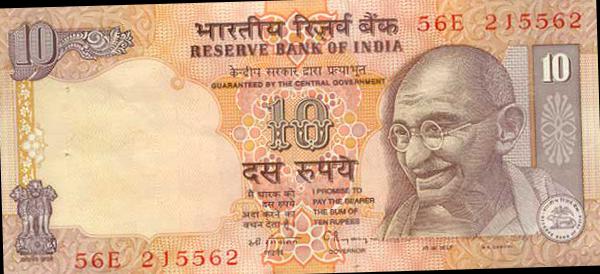 10
भारतीय रिज़र्व बैंक
56E 215562
RESERVE BANK OF INDIA
केन्द्रीय सरकार द्वारा प्रत्याभूत
GUARANTEED BY THE CENTRAL GOVERNMENT
10
10
दस रुपये
मैं धारक को
दस रुपये
अदा करने का
वचन देता हूँ
I PROMISE TO
PAY THE BEARER
THE SUM OF
TEN RUPEES
GOVERNOR
56E 215562